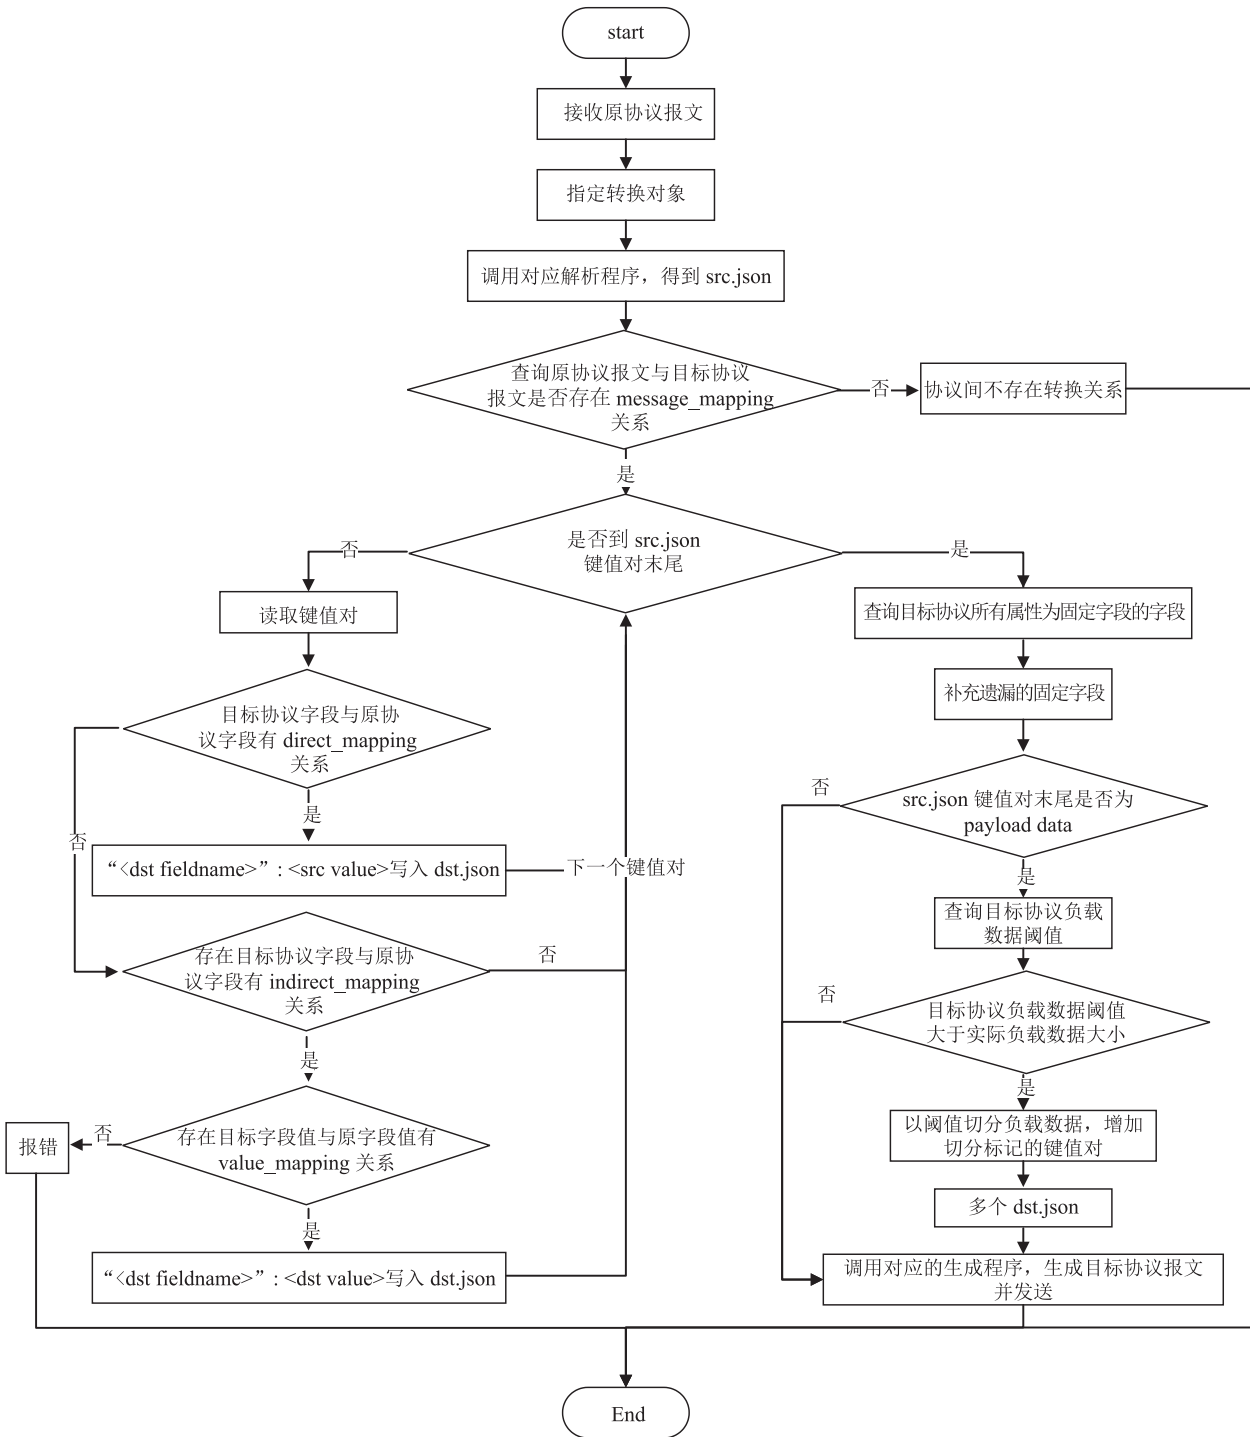 start
接收原协议报文
指定转换对象
调用对应解析程序，得到 src.json
查询原协议报文与目标协议
报文是否存在 message_mapping
关系
否
协议间不存在转换关系
是
是否到 src.json
键值对末尾
否
是
读取键值对
查询目标协议所有属性为固定字段的字段
目标协议字段与原协
议字段有 direct_mapping
关系
补充遗漏的固定字段
否
是
src.json 键值对末尾是否为
payload data
否
“<dst fieldname>”：<src value>写入 dst.json
下一个键值对
是
查询目标协议负载
数据阈值
存在目标协议字段与原协
议字段有 indirect_mapping
关系
否
否
目标协议负载数据阈值
大于实际负载数据大小
是
是
以阈值切分负载数据，增加
切分标记的键值对
报错
否
存在目标字段值与原字段值有
value_mapping 关系
多个 dst.json
是
“<dst fieldname>”：<dst value>写入 dst.json
调用对应的生成程序，生成目标协议报文
并发送
End